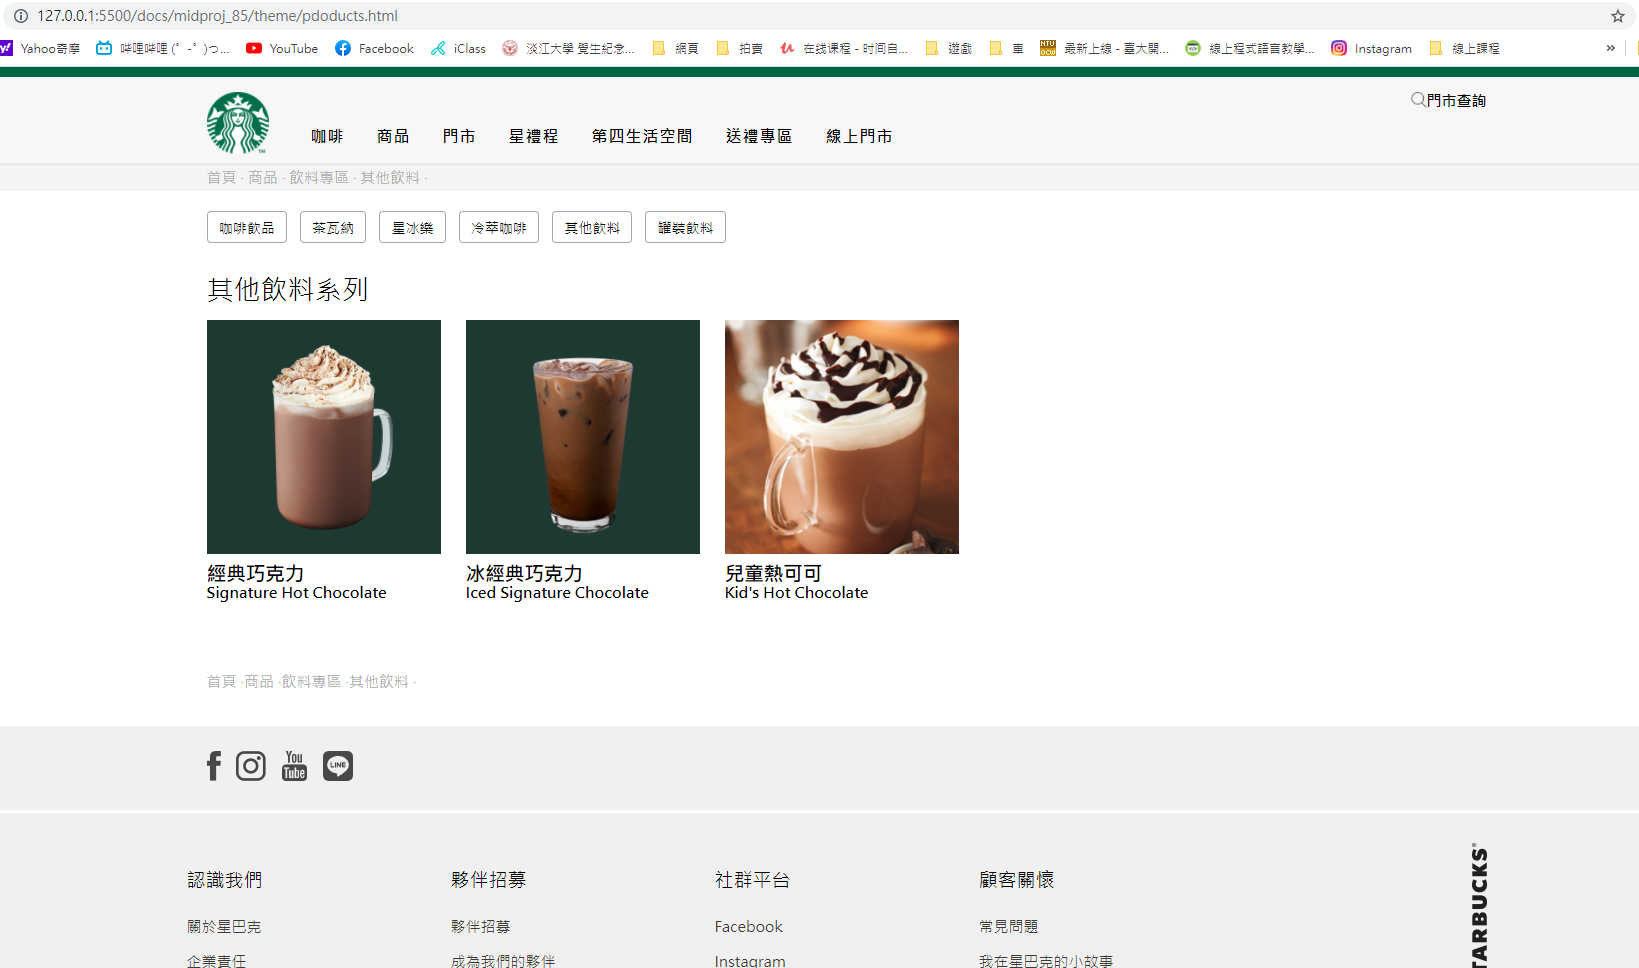 127.0.0.1:5500/docs/midproj_85/theme/pdoducts.html
Yahoo奇摩 嗶哩嗶哩 (゜-゜)つ... YouTube Facebook iClass 淡江大學 覺生紀念... 網頁 拍賣 在线课程 - 时间自... 遊戲 車 最新上線 - 臺大開... 線上程式語言教學... Instagram 線上課程 »
門市查詢
咖啡 商品 門市 星禮程 第四生活空間 送禮專區 線上門市
首頁 · 商品 · 飲料專區 · 其他飲料 ·
咖啡飲品 茶瓦納 星冰樂 冷萃咖啡 其他飲料 罐裝飲料
其他飲料系列
經典巧克力 冰經典巧克力 兒童熱可可
Signature Hot Chocolate Iced Signature Chocolate Kid's Hot Chocolate
首頁 ·商品 ·飲料專區 ·其他飲料 ·
You Tube LINE
認識我們 夥伴招募 社群平台 顧客關懷
關於星巴克 夥伴招募 Facebook 常見問題
企業責任 成為我們的夥伴 Instagram 我在星巴克的小故事
TARBUCKS®